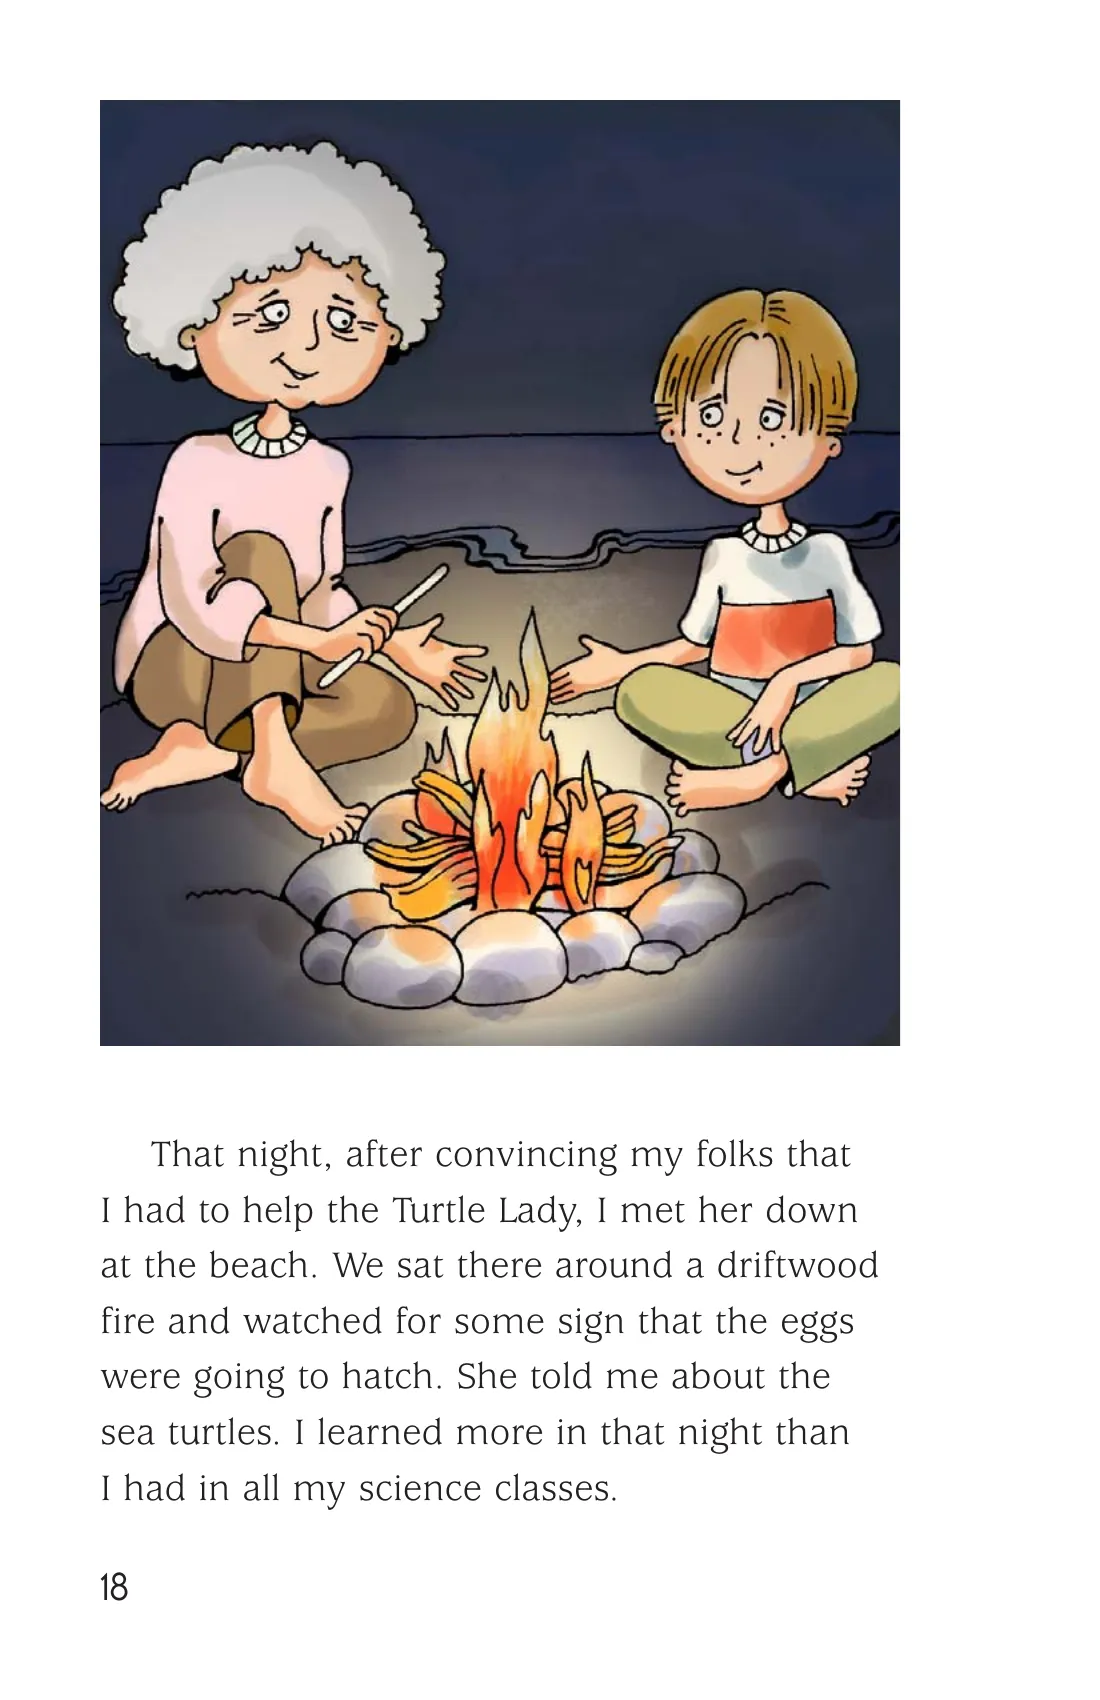 That night, after convincing my folks that
I had to help the Turtle Lady, I met her down
at the beach. We sat there around a driftwood
fire and watched for some sign that the eggs
were going to hatch. She told me about the
sea turtles. I learned more in that night than
I had in all my science classes.
18